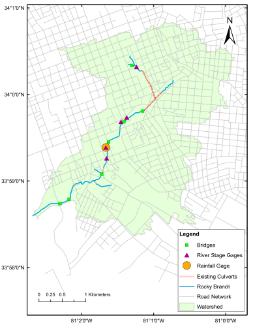 34°1'0"N
N
34°0'0"N
33°59'0"N
33°58'0"N
Legend
Bridges
River Stage Gages
Rainfall Gage
Existing Culverts
Rocky Branch
Road Network
Watershed
0 0.25 0.5 1 Kilometers
81°2'0"W 81°1'0"W 81°0'0"W